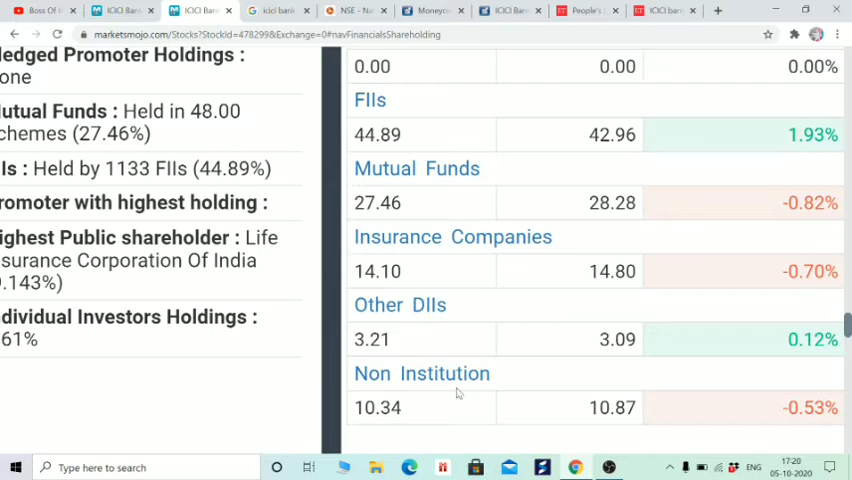 Boss Of In
ICICI Bank
ICICI Bank
icici bank
NSE - Na
Moneyco
ICICI Ban
People's
ICICI ban
marketsmojo.com/Stocks?StockId=478299&Exchange=0#navFinancialsShareholding
ledged Promoter Holdings :
one
utual Funds : Held in 48.00
chemes (27.46%)
Is : Held by 1133 FIIs (44.89%)
romoter with highest holding :
ighest Public shareholder : Life
surance Corporation Of India
9.143%)
dividual Investors Holdings :
61%
0.00 0.00 0.00%
FIIs
44.89 42.96 1.93%
Mutual Funds
27.46 28.28 -0.82%
Insurance Companies
14.10 14.80 -0.70%
Other DIIs
3.21 3.09 0.12%
Non Institution
10.34 10.87 -0.53%
Type here to search
ENG
17:20
05-10-2020